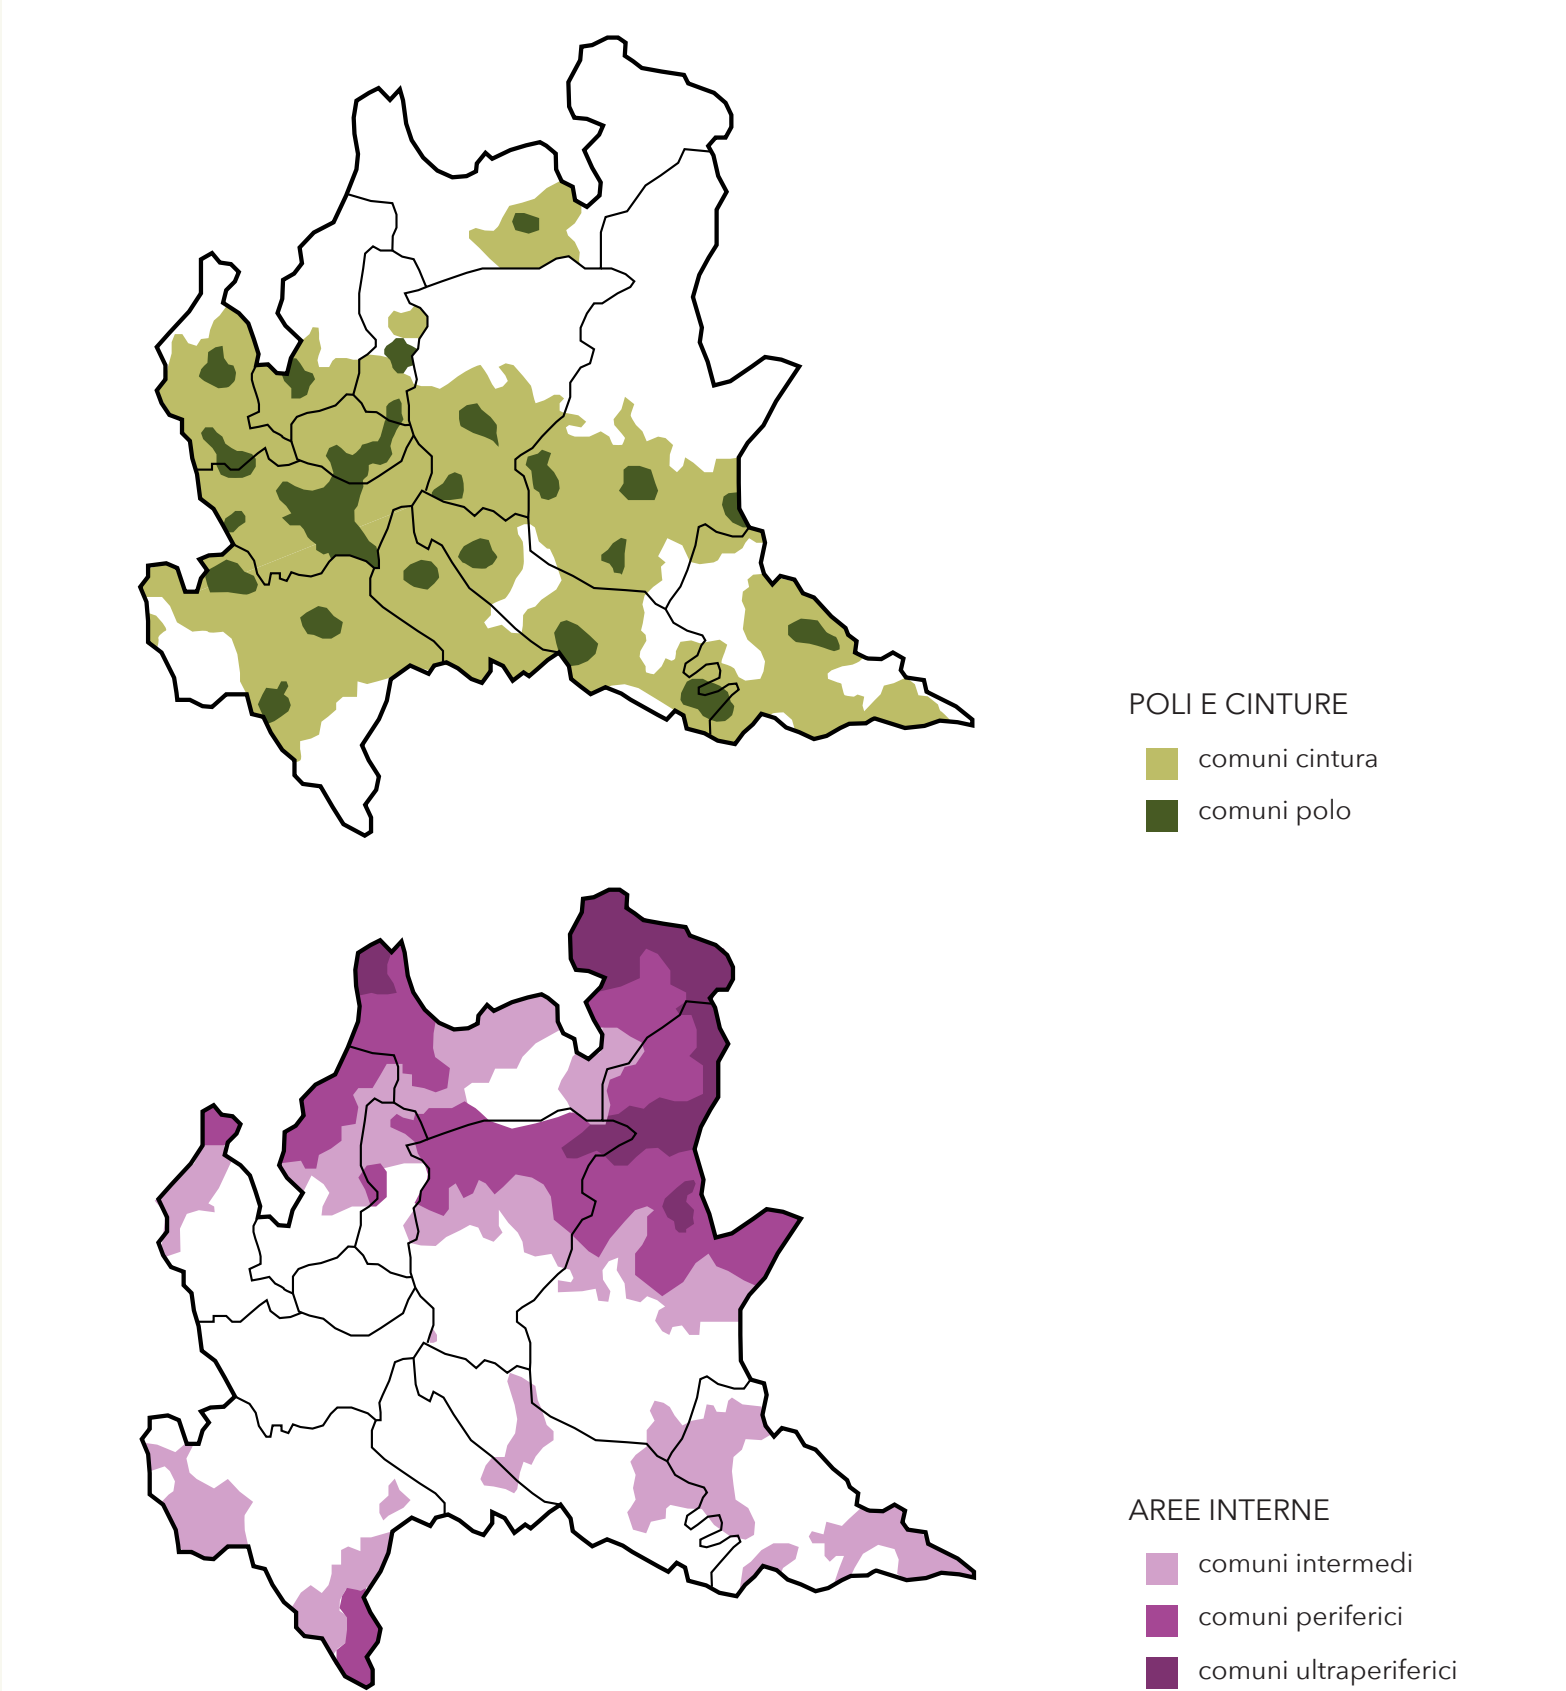 POLI E CINTURE
comuni cintura
comuni polo
AREE INTERNE
comuni intermedi
comuni periferici
comuni ultraperiferici